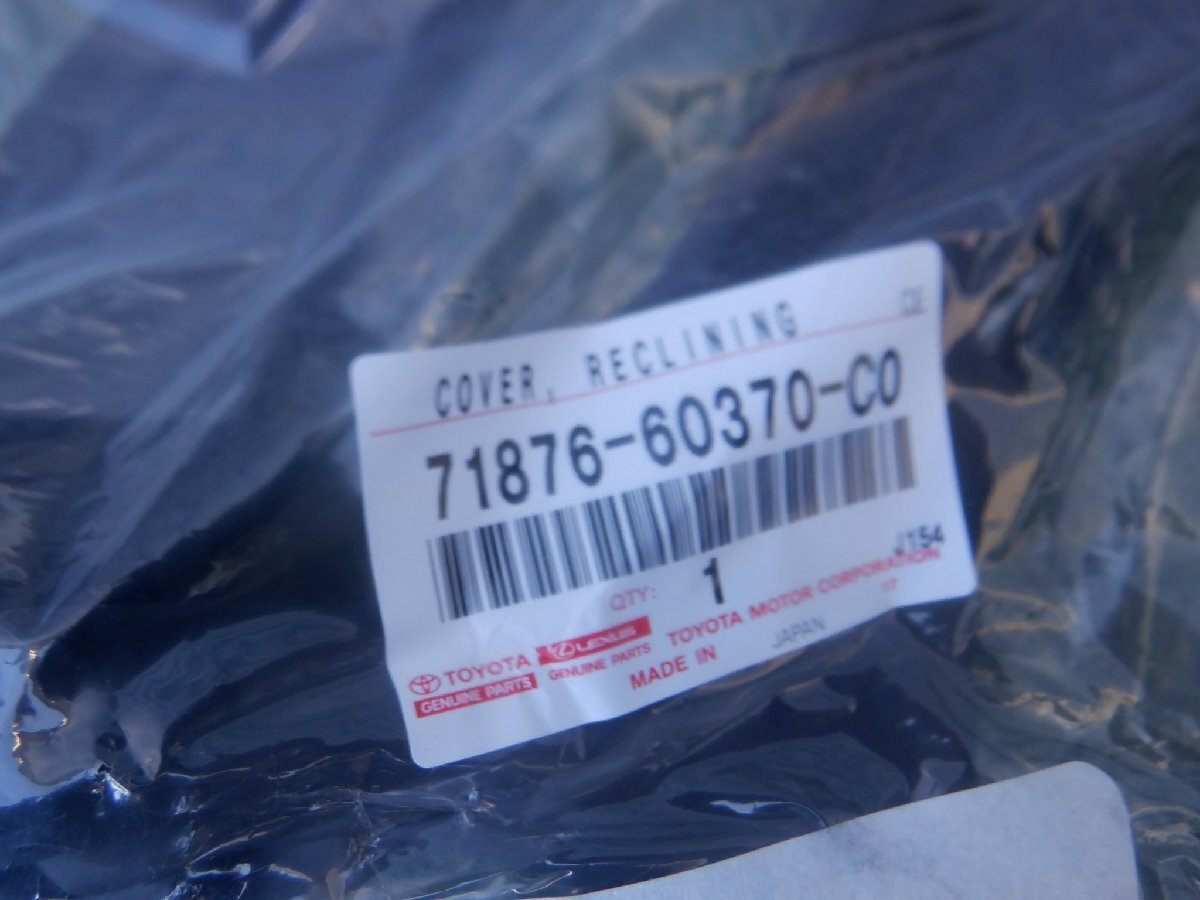 COVER, RECLINING
71876-60370-C0
QTY: 1 J154
TOYOTA LEXUS TOYOTA MOTOR CORPORATION 17
GENUINE PARTS GENUINE PARTS MADE IN JAPAN